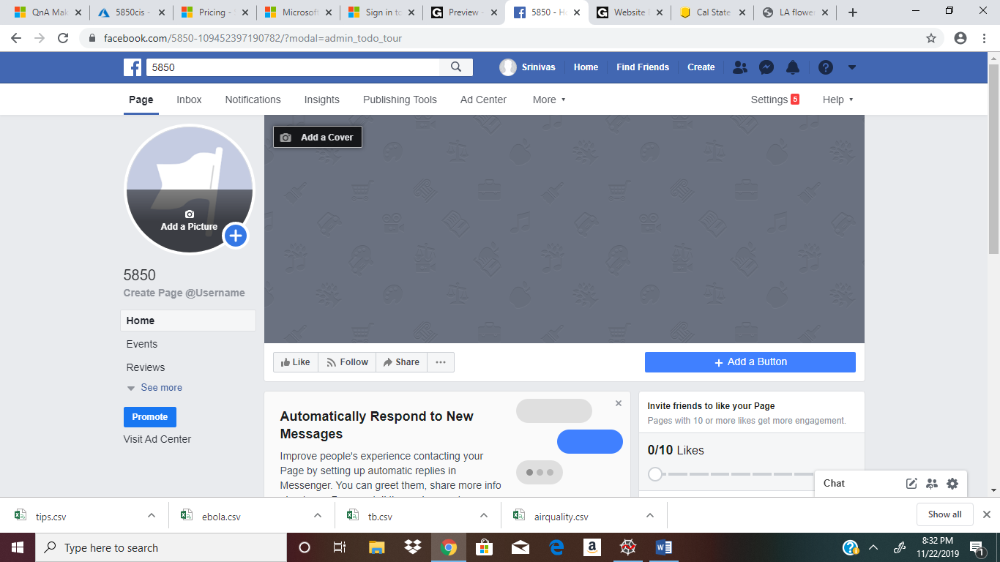 QnA Mak
5850cis -
Pricing -
Microsoft
Sign in to
Preview -
5850 - Ho
Website
Cal State
LA flower
facebook.com/5850-109452397190782/?modal=admin_todo_tour
5850
Srinivas
Home
Find Friends
Create
Page
Inbox
Notifications
Insights
Publishing Tools
Ad Center
More
Settings 5
Help
Add a Cover
Add a Picture
5850
Create Page @Username
Home
Events
Reviews
See more
Promote
Visit Ad Center
Like
Follow
Share
+ Add a Button
Automatically Respond to New
Messages
Improve people's experience contacting your
Page by setting up automatic replies in
Messenger. You can greet them, share more info
Invite friends to like your Page
Pages with 10 or more likes get more engagement.
0/10 Likes
Chat
tips.csv
ebola.csv
tb.csv
airquality.csv
Show all
Type here to search
8:32 PM
11/22/2019
1